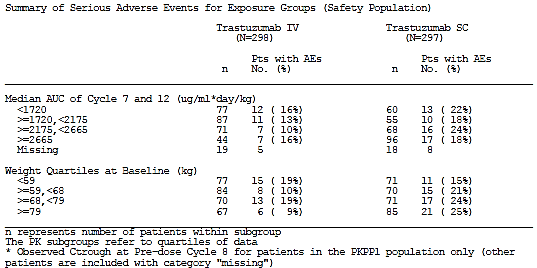 Summary of Serious Adverse Events for Exposure Groups (Safety Population)
Trastuzumab IV Trastuzumab SC
(N=298) (N=297)
Pts with AEs Pts with AEs
n No. (%) n No. (%)
Median AUC of Cycle 7 and 12 (ug/ml*day/kg)
<1720 77 12 ( 16%) 60 13 ( 22%)
>=1720,<2175 87 11 ( 13%) 55 10 ( 18%)
>=2175,<2665 71 7 ( 10%) 68 16 ( 24%)
>=2665 44 7 ( 16%) 96 17 ( 18%)
Missing 19 5 18 8
Weight Quartiles at Baseline (kg)
<59 77 15 ( 19%) 71 11 ( 15%)
>=59,<68 84 8 ( 10%) 70 15 ( 21%)
>=68,<79 70 13 ( 19%) 71 17 ( 24%)
>=79 67 6 ( 9%) 85 21 ( 25%)
n represents number of patients within subgroup
The PK subgroups refer to quartiles of data
* Observed Ctrough at Pre-dose Cycle 8 for patients in the PKPP1 population only (other
patients are included with category "missing")